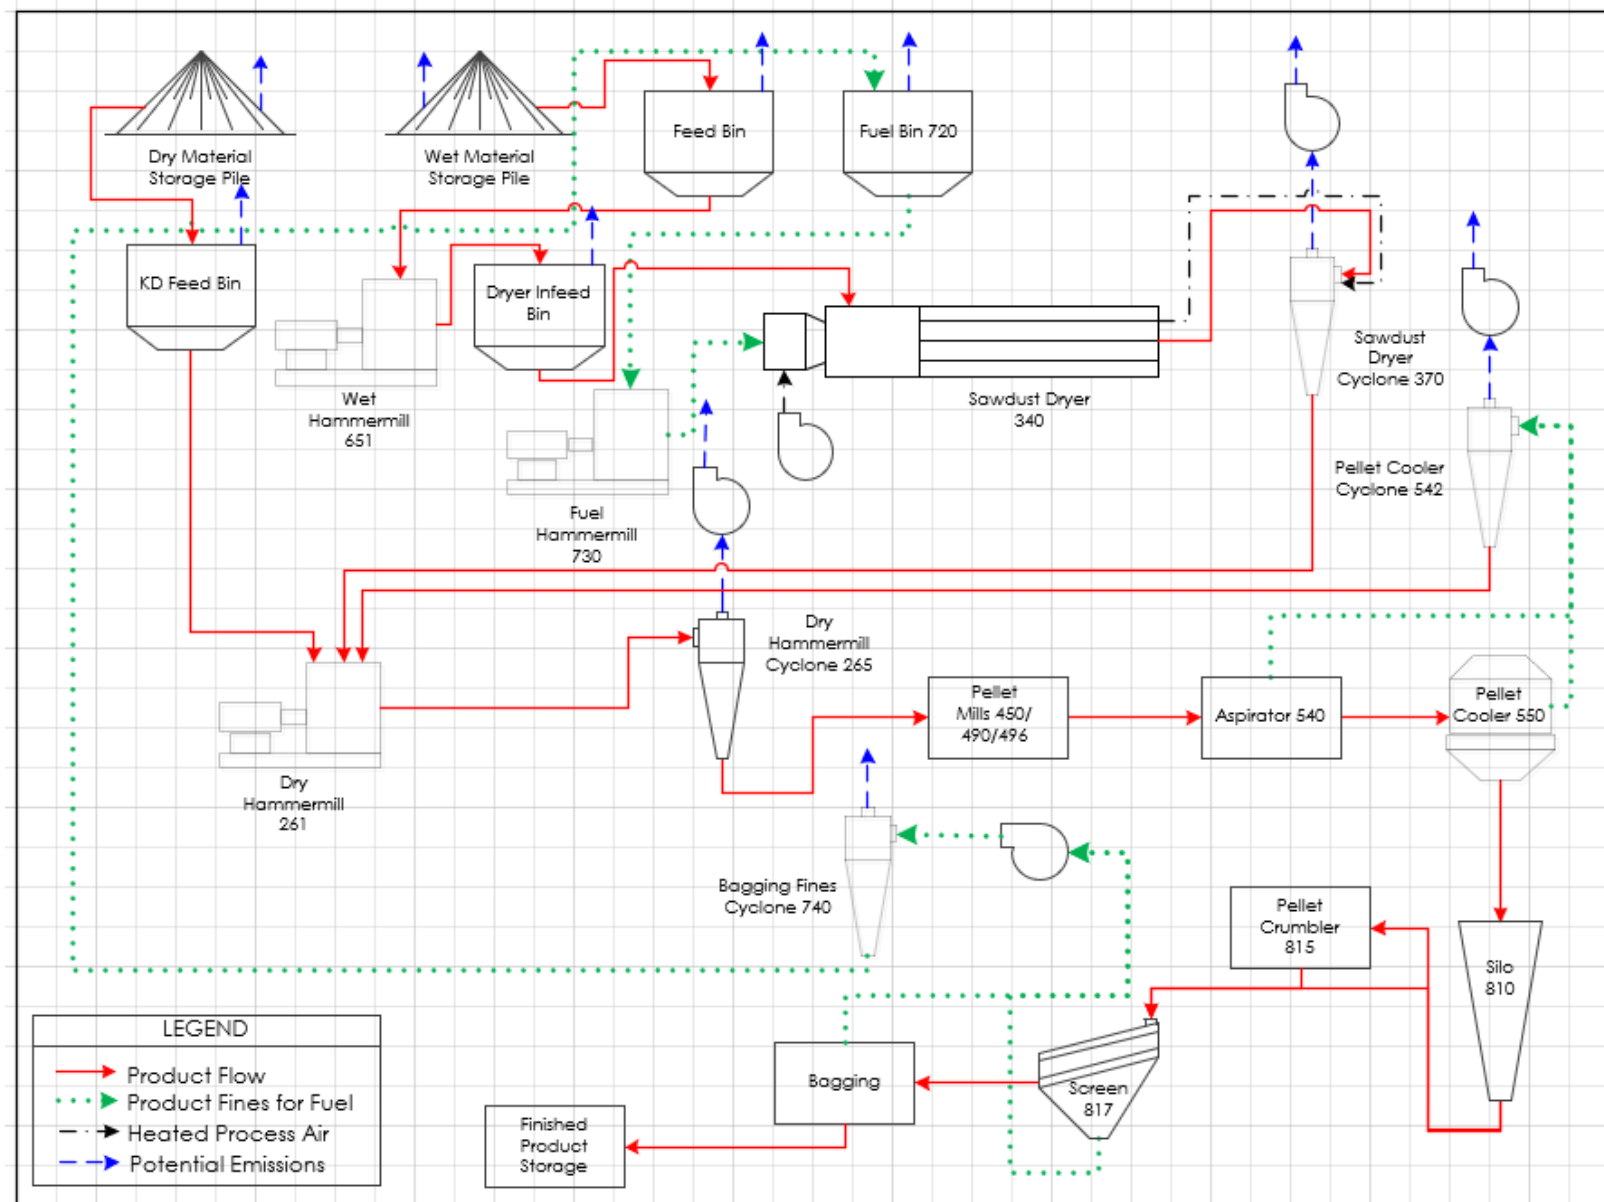 Dry Material
Storage Pile
Wet Material
Storage Pile
Feed Bin
Fuel Bin 720
KD Feed Bin
Dryer Infeed
Bin
Wet
Hammermill
651
Sawdust Dryer
340
Sawdust
Dryer
Cyclone 370
Pellet Cooler
Cyclone 542
Fuel
Hammermill
730
Dry
Hammermill
Cyclone 265
Pellet
Mills 450/
490/496
Aspirator 540
Pellet
Cooler 550
Dry
Hammermill
261
Bagging Fines
Cyclone 740
Pellet
Crumbler
815
Silo
810
Screen
817
Bagging
Finished
Product
Storage
LEGEND
Product Flow
Product Fines for Fuel
Heated Process Air
Potential Emissions